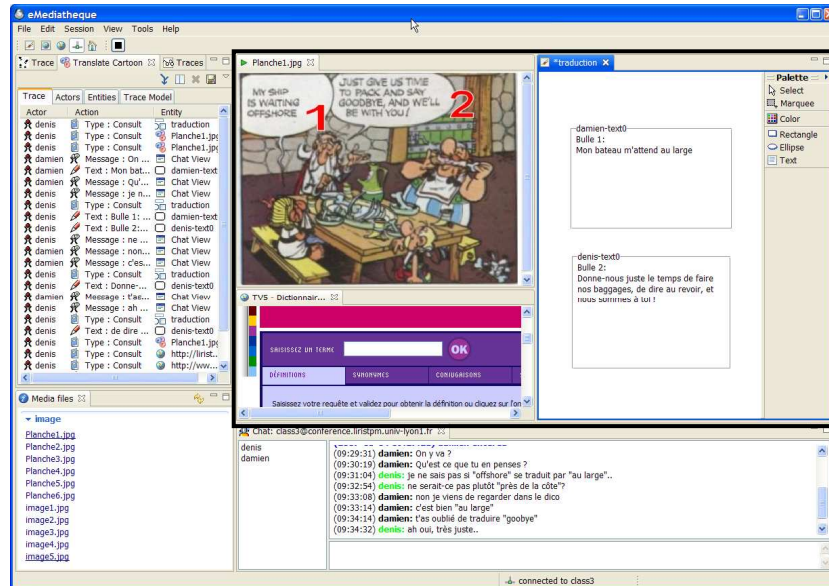 eMediatheque
File Edit Session View Tools Help
Trace Translate Cartoon Traces
Trace Actors Entities Trace Model
Actor Action Entity
denis Type : Consult traduction
denis Type : Consult Planche1.jpg
denis Type : Consult Planche1.jpg
damien Message : On ... Chat View
damien Text : Mon bat... damien-text
damien Message : Qu'... Chat View
denis Message : je n... Chat View
denis Type : Consult traduction
denis Text : Bulle 1: ... damien-text
denis Text : Bulle 2:... denis-text0
denis Message : ne ... Chat View
damien Message : non... Chat View
damien Message : c'es... Chat View
denis Type : Consult traduction
denis Text : Donne-... denis-text0
damien Message : t'as... Chat View
denis Message : ah ... Chat View
denis Type : Consult traduction
denis Text : de dire ... denis-text0
denis Type : Consult Planche1.jpg
denis Type : Consult http://lirist...
denis Type : Consult http://ww...
Media files
image
Planche1.jpg
Planche2.jpg
Planche3.jpg
Planche4.jpg
Planche5.jpg
Planche6.jpg
image1.jpg
image2.jpg
image3.jpg
image4.jpg
image5.jpg
Planche1.jpg
MY SHIP
IS WAITING
OFFSHORE
1
JUST GIVE US TIME
TO PACK AND SAY
GOODBYE, AND WE'LL
BE WITH YOU!
2
TV5 - Dictionnair...
SAISISSEZ UN TERME OK
DÉFINITIONS SYNONYMES CONJUGAISONS
Saisissez votre requête et validez pour obtenir la définition ou cliquez sur l'on
*traduction
damien-text0
Bulle 1:
Mon bateau m'attend au large
denis-text0
Bulle 2:
Donne-nous juste le temps de faire
nos baggages, de dire au revoir, et
nous sommes à toi !
Palette
Select
Marquee
Color
Rectangle
Ellipse
Text
Chat: class3@conference.liristpm.univ-lyon1.fr
denis
damien
(09:29:31) damien: On y va ?
(09:30:19) damien: Qu'est ce que tu en penses ?
(09:31:04) denis: je ne sais pas si "offshore" se traduit par "au large"..
(09:32:54) denis: ne serait-ce pas plutôt "près de la côte"?
(09:33:08) damien: non je viens de regarder dans le dico
(09:33:14) damien: c'est bien "au large"
(09:34:14) damien: t'as oublié de traduire "goobye"
(09:34:32) denis: ah oui, très juste..
connected to class3